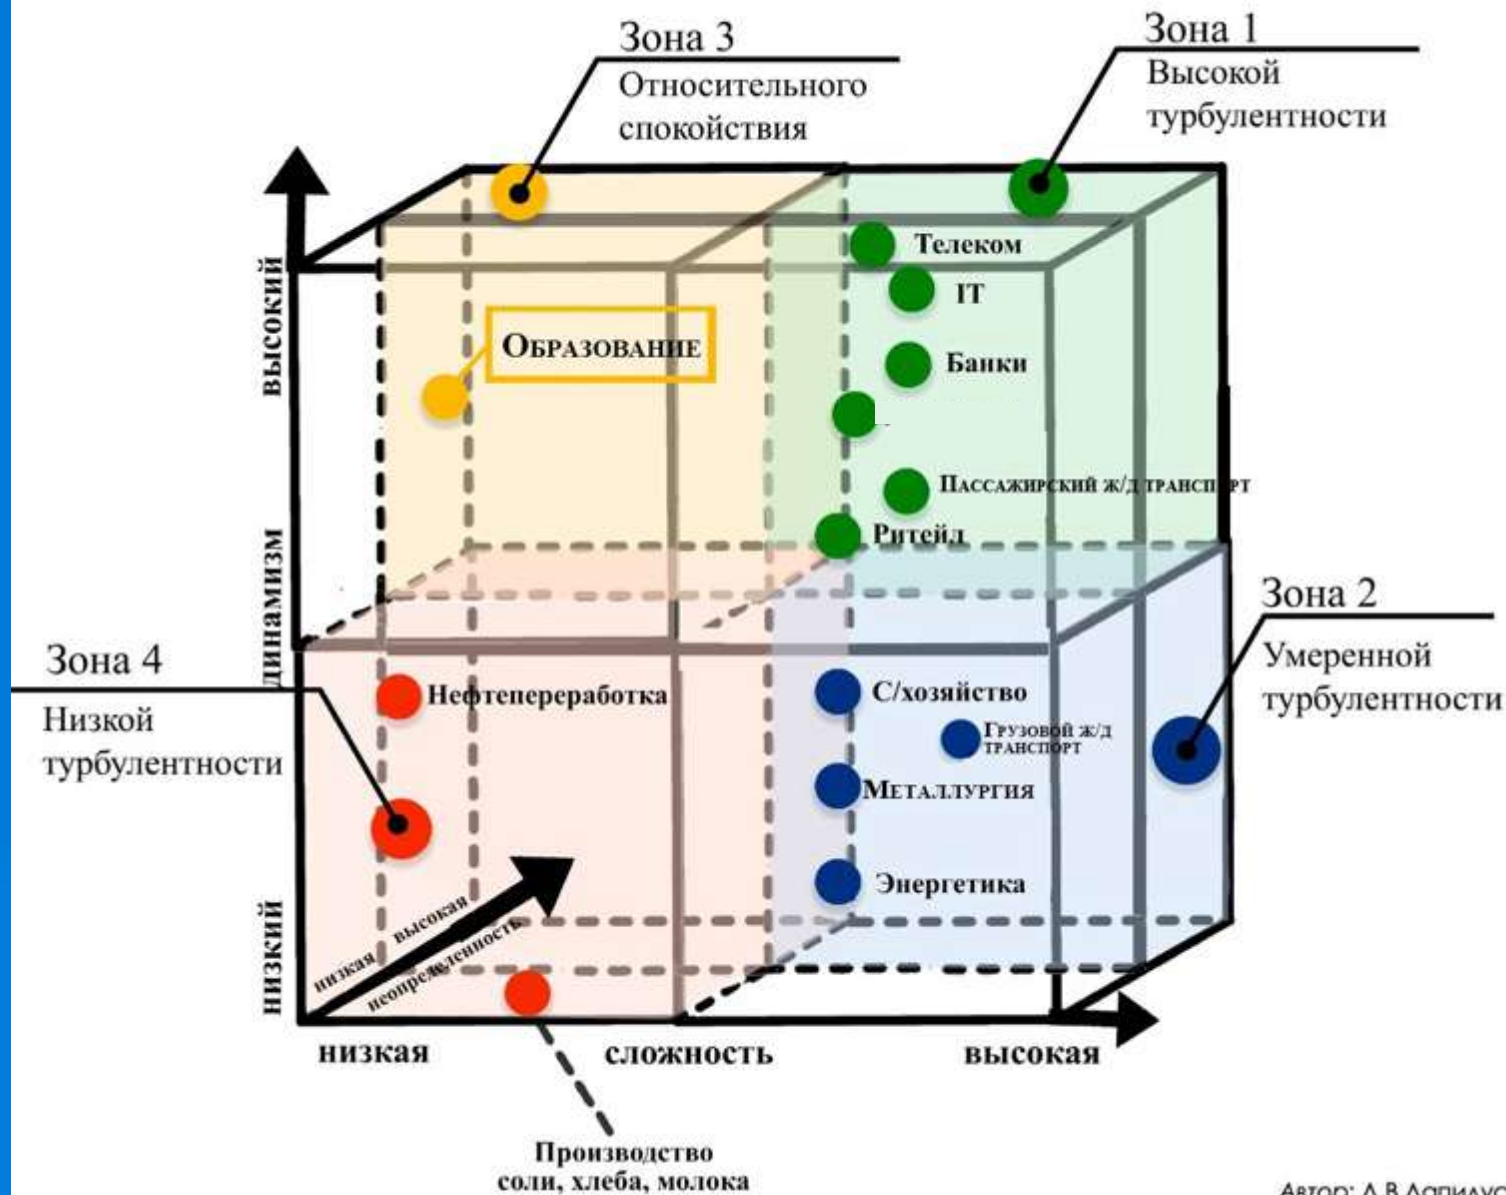 Зона 3
Относительного
спокойствия
Зона 1
Высокой
турбулентности
Телеком
IT
Образование
Банки
Пассажирский ж/д транспорт
Ритейл
Зона 2
Умеренной
турбулентности
Зона 4
Низкой
турбулентности
Нефтепереработка
С/хозяйство
Грузовой ж/д
транспорт
Металлургия
Энергетика
высокий
динамизм
низкий
низкая
высокая
неопределенность
низкая
сложность
высокая
Производство
соли, хлеба, молока
Автор: Д.В.Лапидус